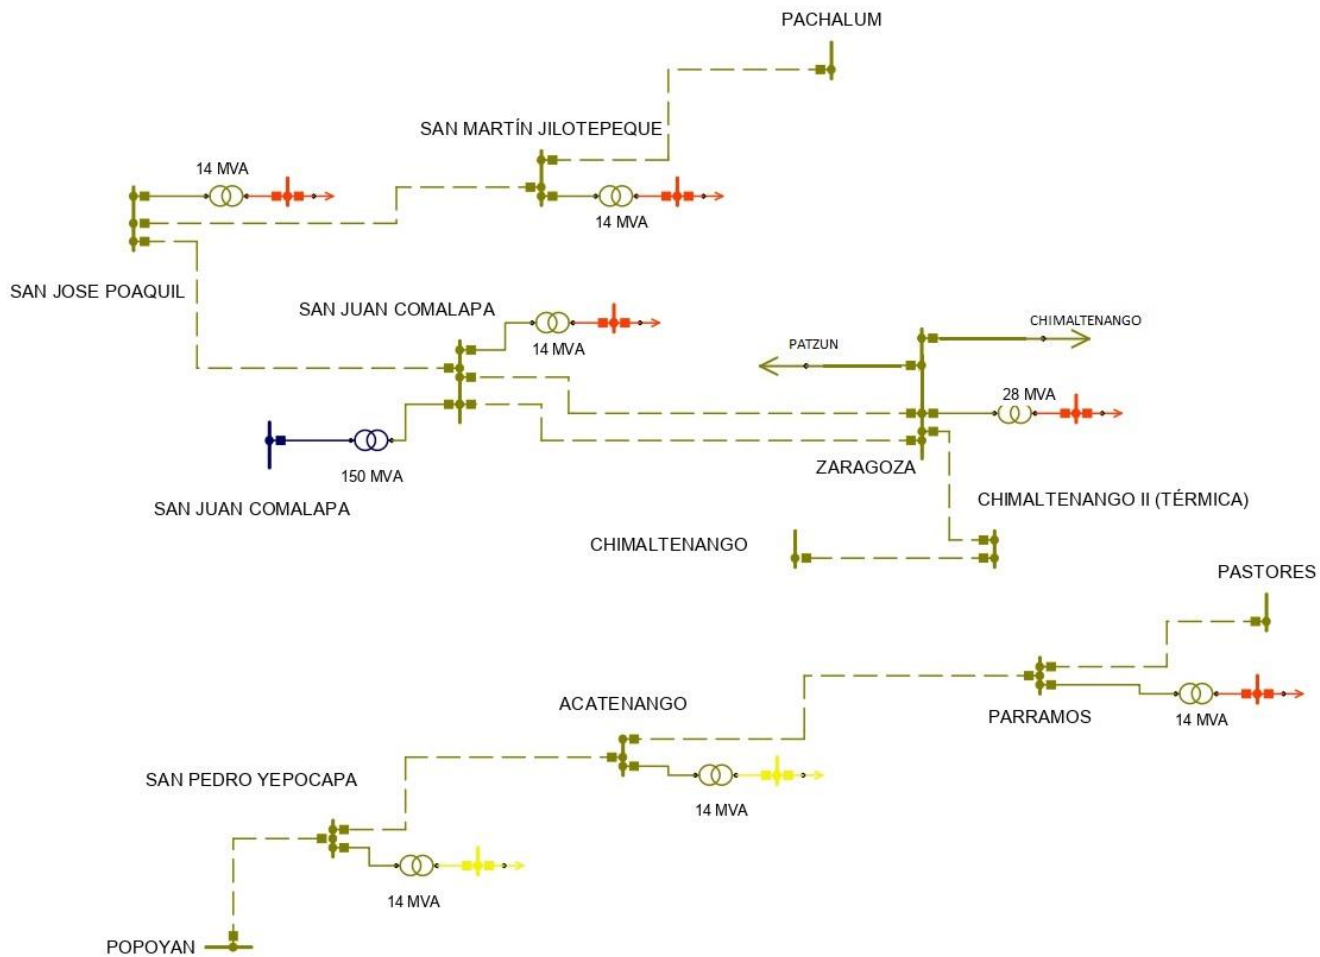 PACHALUM
SAN MARTÍN JILOTEPEQUE
14 MVA
14 MVA
SAN JOSE POAQUIL
SAN JUAN COMALAPA
14 MVA
CHIMALTENANGO
PATZUN
28 MVA
150 MVA
ZARAGOZA
SAN JUAN COMALAPA
CHIMALTENANGO II (TÉRMICA)
CHIMALTENANGO
PASTORES
ACATENANGO
PARRAMOS
14 MVA
SAN PEDRO YEPOCAPA
14 MVA
14 MVA
POPOYAN